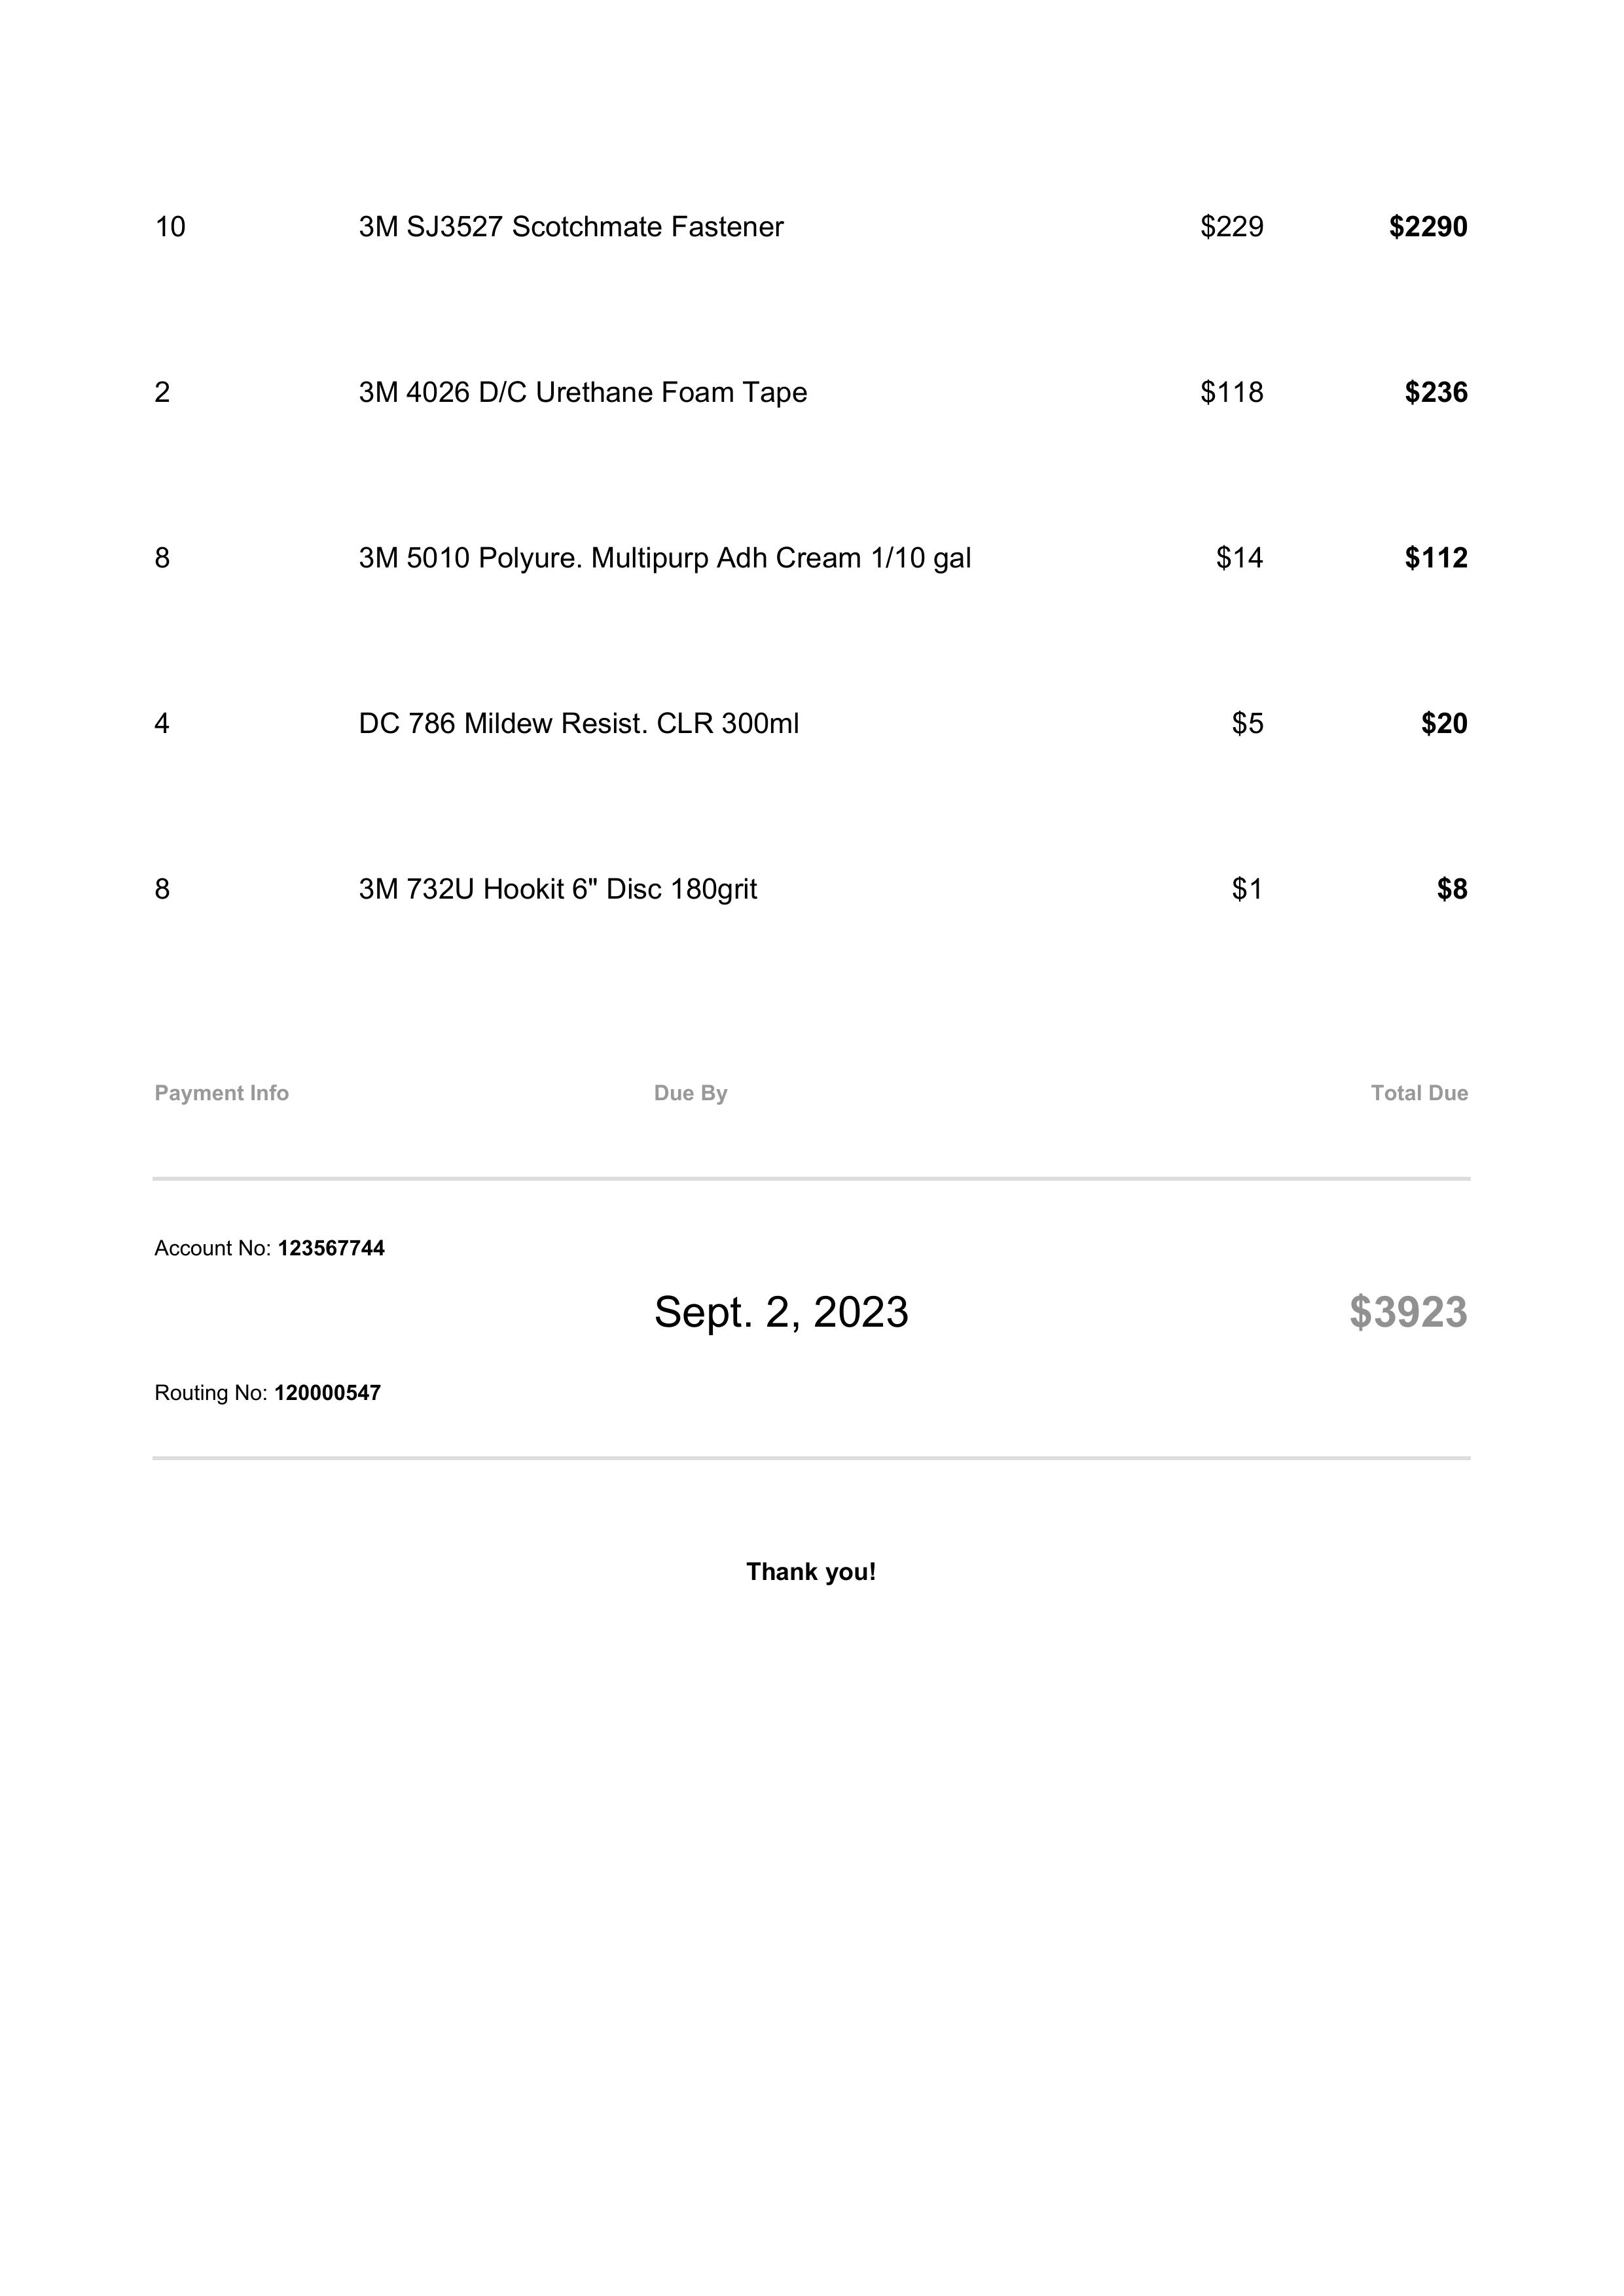 10 3M SJ3527 Scotchmate Fastener $229 $2290
2 3M 4026 D/C Urethane Foam Tape $118 $236
8 3M 5010 Polyure. Multipurp Adh Cream 1/10 gal $14 $112
4 DC 786 Mildew Resist. CLR 300ml $5 $20
8 3M 732U Hookit 6" Disc 180grit $1 $8
Payment Info Due By Total Due
Account No: 123567744
Sept. 2, 2023 $3923
Routing No: 120000547
Thank you!